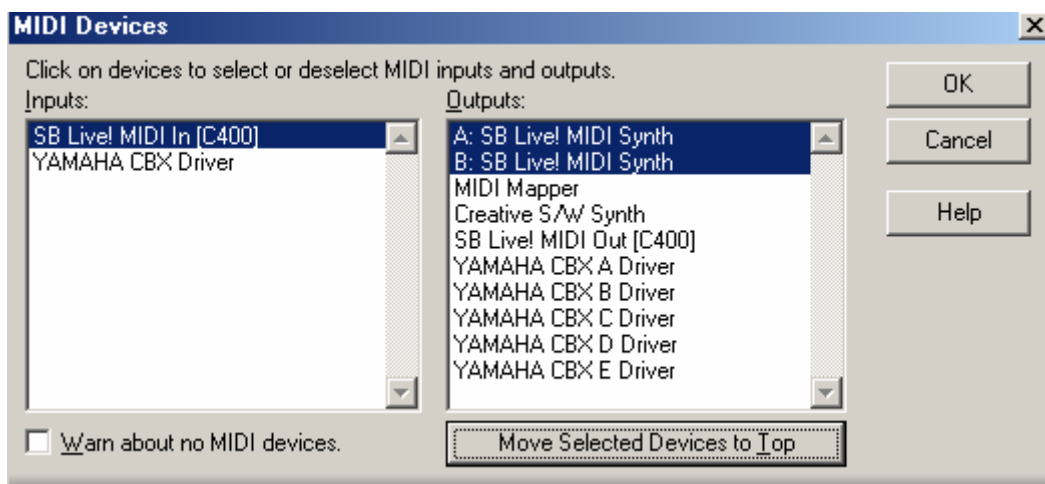 MIDI Devices
Click on devices to select or deselect MIDI inputs and outputs.
Inputs:
SB Live! MIDI In [C400]
YAMAHA CBX Driver
Warn about no MIDI devices.
Outputs:
A: SB Live! MIDI Synth
B: SB Live! MIDI Synth
MIDI Mapper
Creative S/W Synth
SB Live! MIDI Out [C400]
YAMAHA CBX A Driver
YAMAHA CBX B Driver
YAMAHA CBX C Driver
YAMAHA CBX D Driver
YAMAHA CBX E Driver
Move Selected Devices to Top
OK
Cancel
Help